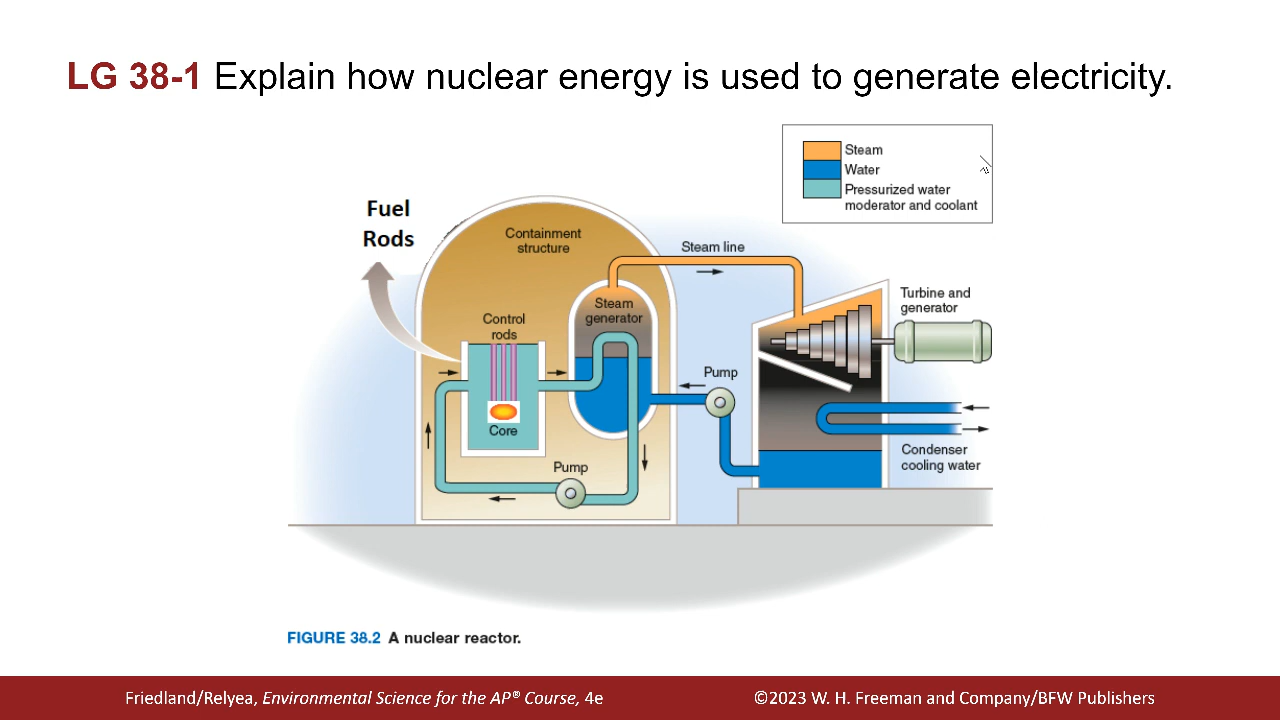 LG 38-1 Explain how nuclear energy is used to generate electricity.
Steam
Water
Pressurized water
moderator and coolant
Fuel
Rods
Containment
structure
Steam line
Steam
generator
Control
rods
Turbine and
generator
Pump
Core
Condenser
cooling water
Pump
FIGURE 38.2 A nuclear reactor.
Friedland/Relyea, Environmental Science for the AP® Course, 4e
©2023 W. H. Freeman and Company/BFW Publishers